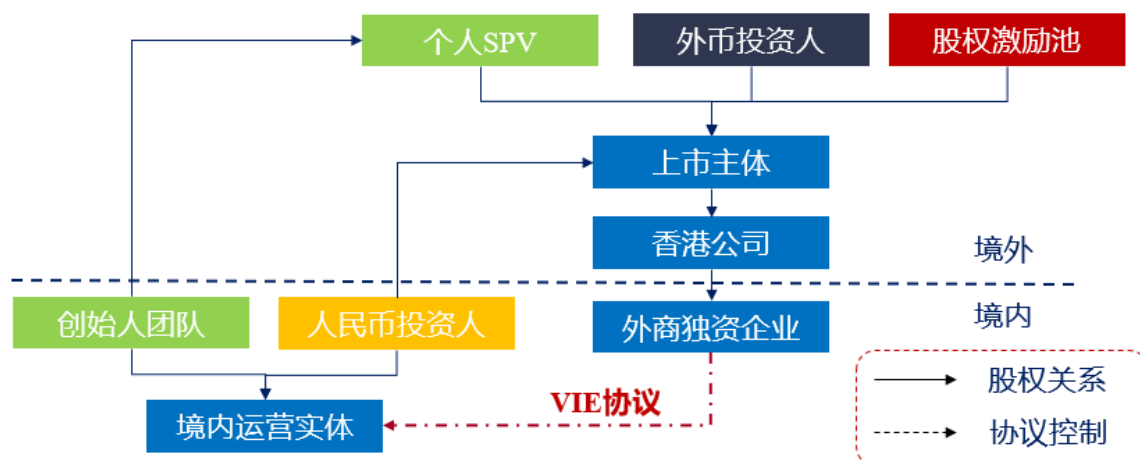 个人SPV
外币投资人
股权激励池
上市主体
香港公司
境外
创始人团队
人民币投资人
外商独资企业
境内
VIE协议
股权关系
境内运营实体
协议控制